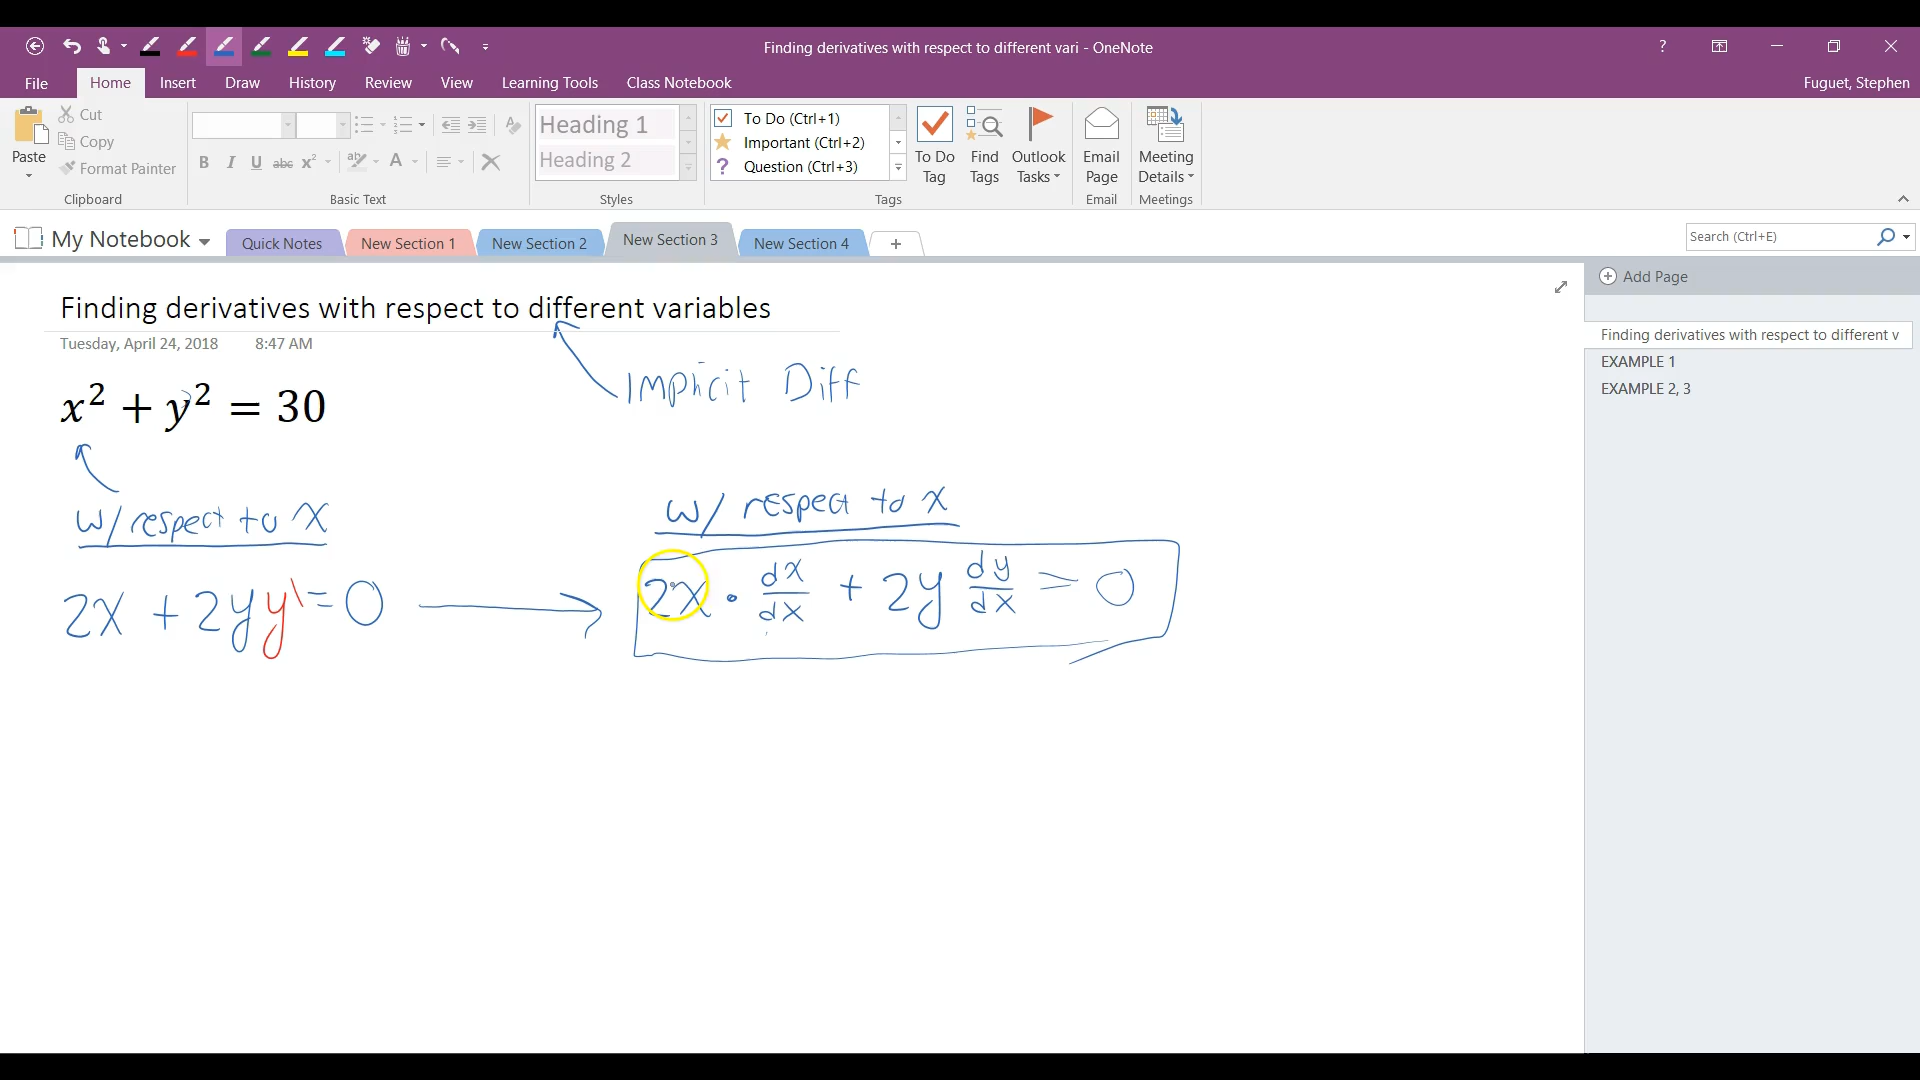 Finding derivatives with respect to different vari - OneNote
?
File Home Insert Draw History Review View Learning Tools Class Notebook
Fuguet, Stephen
Paste
Cut
Copy
Format Painter
Clipboard
B I U abc x² ab A
Basic Text
Heading 1
Heading 2
Styles
To Do (Ctrl+1)
Important (Ctrl+2)
? Question (Ctrl+3)
Tags
To Do Tag
Find Tags
Outlook Tasks
Email Page
Email
Meeting Details
Meetings
My Notebook
Quick Notes
New Section 1
New Section 2
New Section 3
New Section 4
+
Search (Ctrl+E)
Add Page
Finding derivatives with respect to different v
EXAMPLE 1
EXAMPLE 2, 3
Finding derivatives with respect to different variables
Tuesday, April 24, 2018 8:47 AM
Implicit Diff
x² + y² = 30
w/ respect to x
2x + 2yy' = 0
w/ respect to x
2x · dx/dx + 2y dy/dx = 0